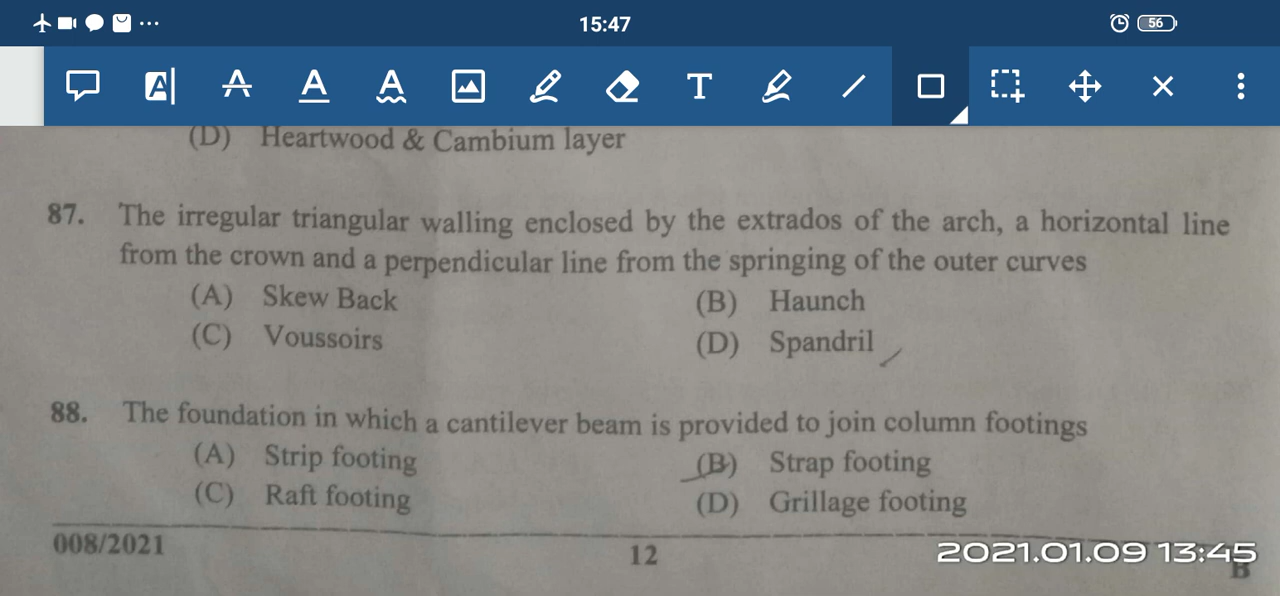 15:47
56
(D) Heartwood & Cambium layer
87. The irregular triangular walling enclosed by the extrados of the arch, a horizontal line
from the crown and a perpendicular line from the springing of the outer curves
(A) Skew Back (B) Haunch
(C) Voussoirs (D) Spandril
88. The foundation in which a cantilever beam is provided to join column footings
(A) Strip footing (B) Strap footing
(C) Raft footing (D) Grillage footing
008/2021 12 B
2021.01.09 13:45